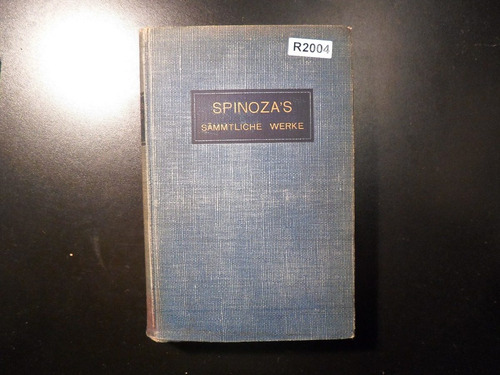 R2004
SPINOZA'S
SÄMMTLICHE WERKE